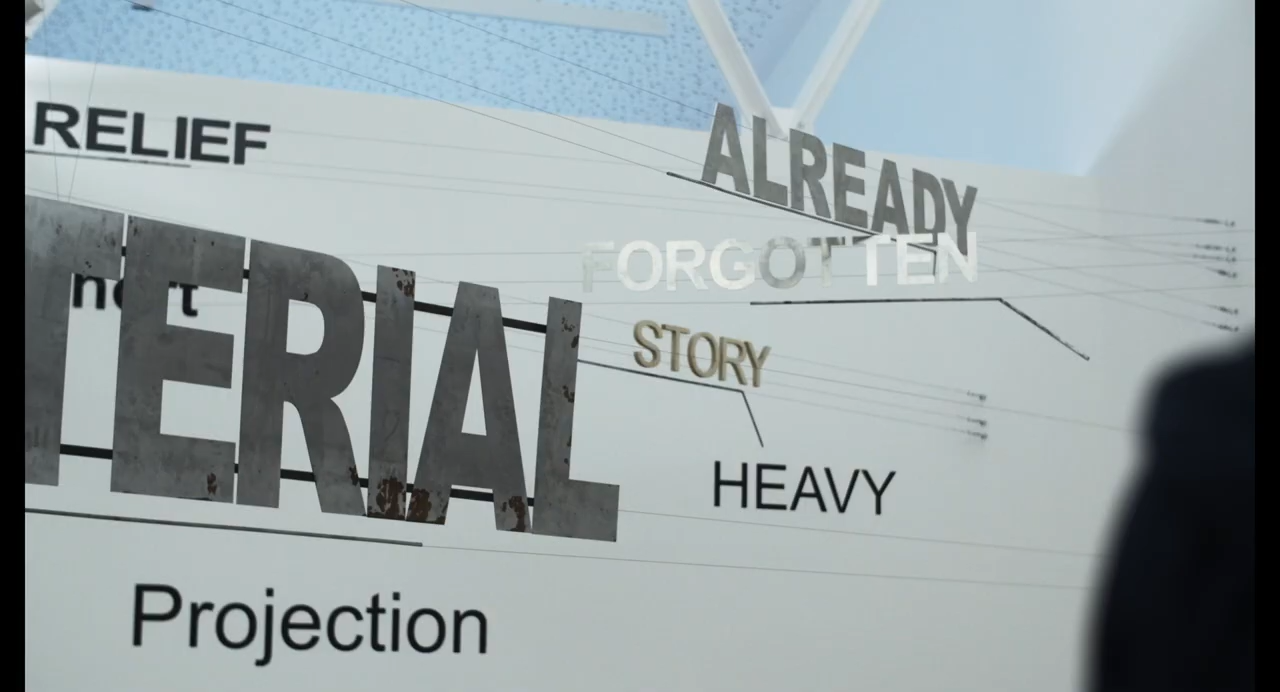 RELIEF
ALREADY
FORGOTTEN
TERIAL
STORY
HEAVY
Projection